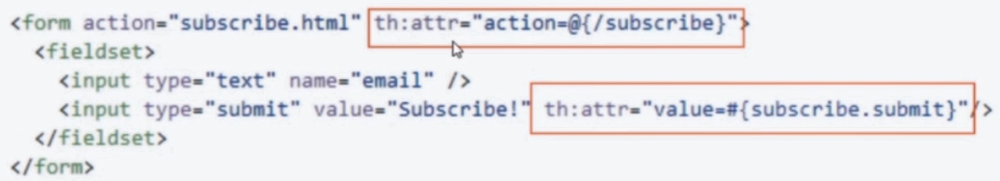 <form action="subscribe.html" th:attr="action=@{/subscribe}">
<fieldset>
<input type="text" name="email" />
<input type="submit" value="Subscribe!" th:attr="value=#{subscribe.submit}"/>
</fieldset>
</form>